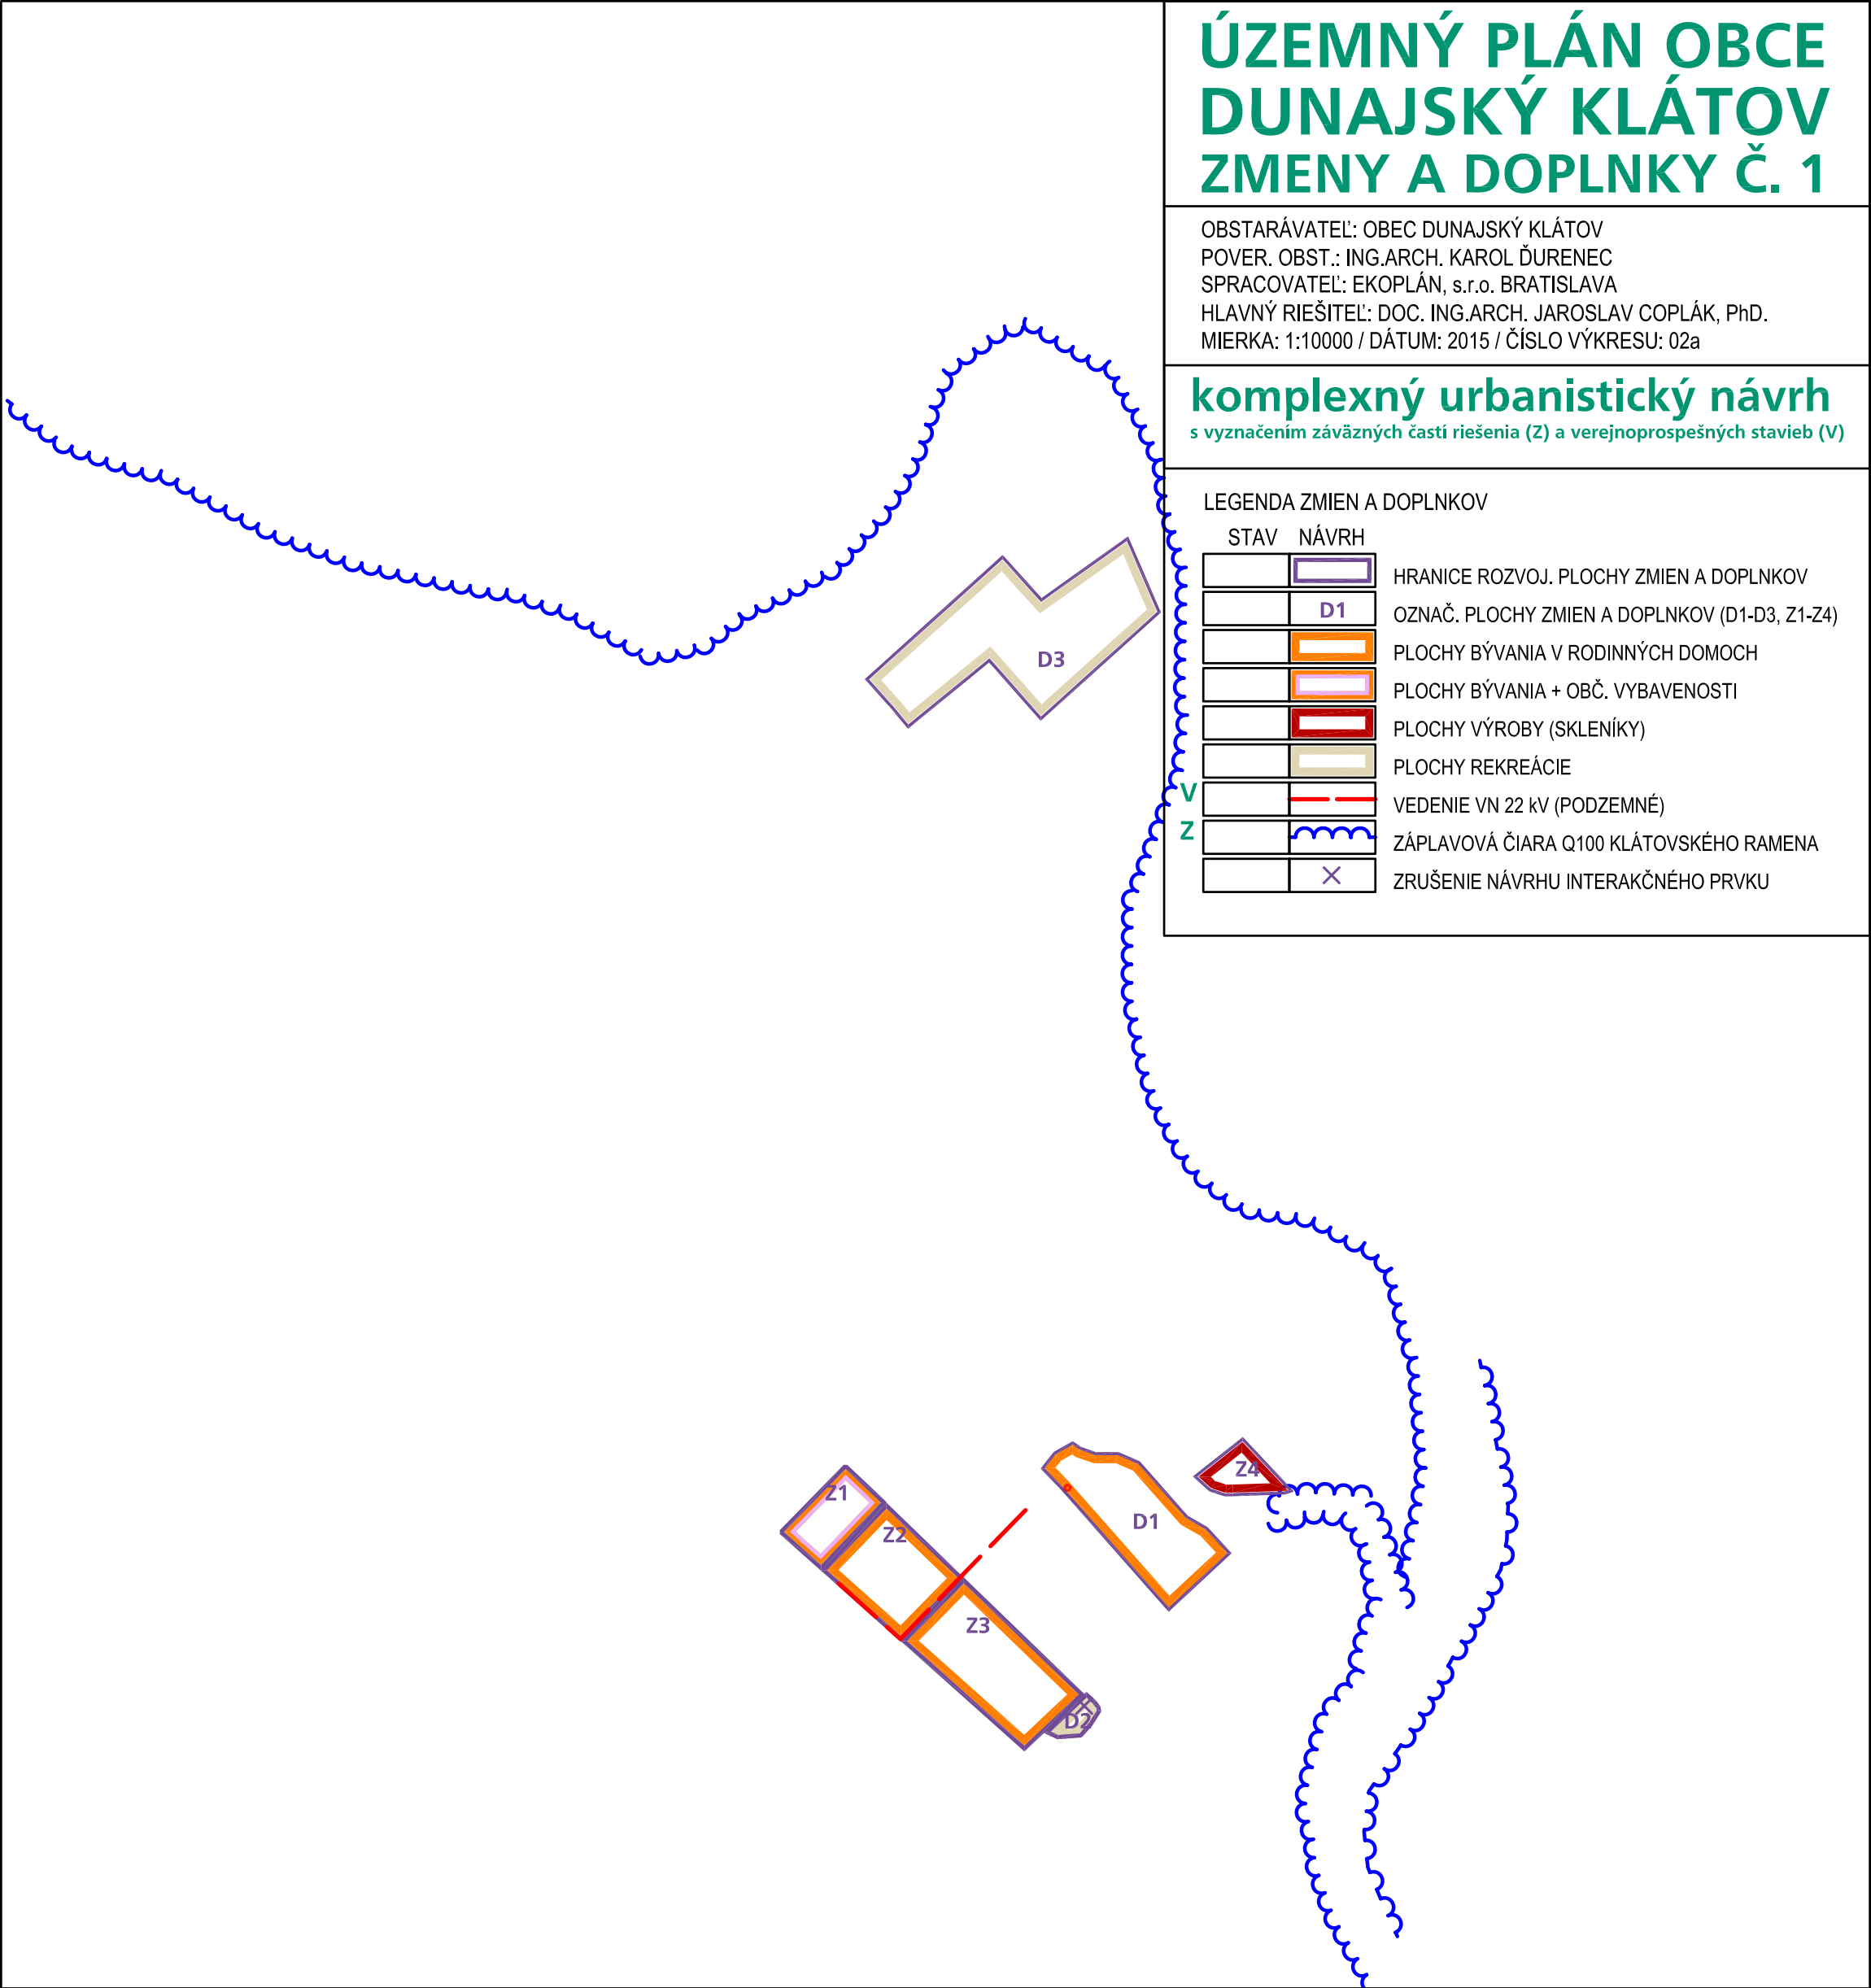 ÚZEMNÝ PLÁN OBCE
DUNAJSKÝ KLÁTOV
ZMENY A DOPLNKY Č. 1
OBSTARÁVATEĽ: OBEC DUNAJSKÝ KLÁTOV
POVER. OBST.: ING.ARCH. KAROL ĎURENEC
SPRACOVATEĽ: EKOPLÁN, s.r.o. BRATISLAVA
HLAVNÝ RIEŠITEĽ: DOC. ING.ARCH. JAROSLAV COPLÁK, PhD.
MIERKA: 1:10000 / DÁTUM: 2015 / ČÍSLO VÝKRESU: 02a
komplexný urbanistický návrh
s vyznačením záväzných častí riešenia (Z) a verejnoprospešných stavieb (V)
LEGENDA ZMIEN A DOPLNKOV
STAV NÁVRH
HRANICE ROZVOJ. PLOCHY ZMIEN A DOPLNKOV
D1 OZNAČ. PLOCHY ZMIEN A DOPLNKOV (D1-D3, Z1-Z4)
PLOCHY BÝVANIA V RODINNÝCH DOMOCH
PLOCHY BÝVANIA + OBČ. VYBAVENOSTI
PLOCHY VÝROBY (SKLENÍKY)
PLOCHY REKREÁCIE
V VEDENIE VN 22 kV (PODZEMNÉ)
Z ZÁPLAVOVÁ ČIARA Q100 KLÁTOVSKÉHO RAMENA
ZRUŠENIE NÁVRHU INTERAKČNÉHO PRVKU
D3
Z4
Z1
D1
Z2
Z3
D2